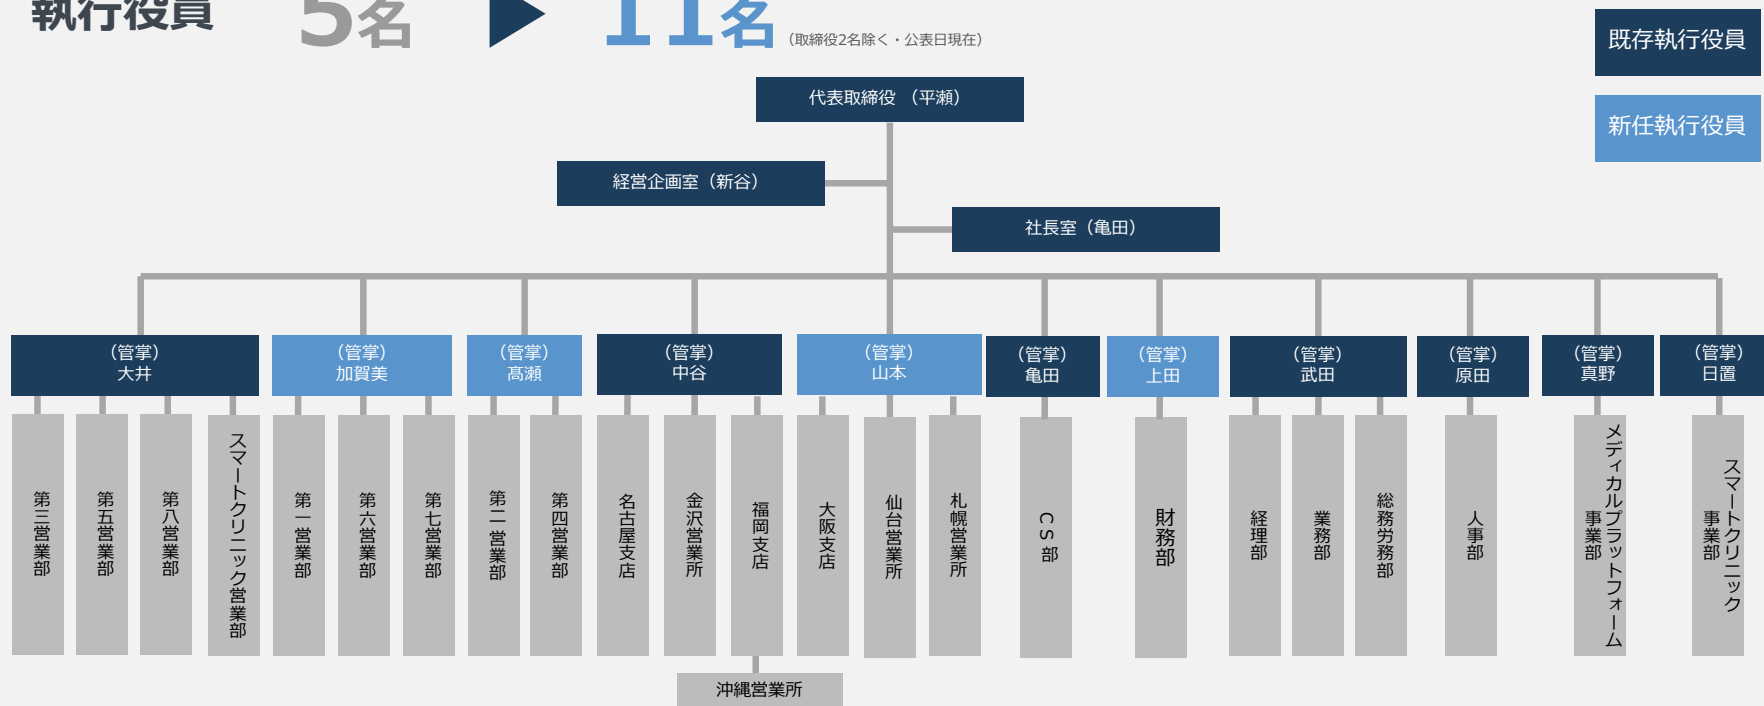 執行役員
5名
11名
（取締役2名除く・公表日現在）
既存執行役員
新任執行役員
代表取締役 （平瀬）
経営企画室（新谷）
社長室（亀田）
（管掌）
大井
（管掌）
加賀美
（管掌）
髙瀬
（管掌）
中谷
（管掌）
山本
（管掌）
亀田
（管掌）
上田
（管掌）
武田
（管掌）
原田
（管掌）
真野
（管掌）
日置
第三営業部
第五営業部
第八営業部
スマートクリニック営業部
第一営業部
第六営業部
第七営業部
第二営業部
第四営業部
名古屋支店
金沢営業所
福岡支店
大阪支店
仙台営業所
札幌営業所
CS部
財務部
経理部
業務部
総務労務部
人事部
メディカルプラットフォーム
事業部
スマートクリニック
事業部
沖縄営業所